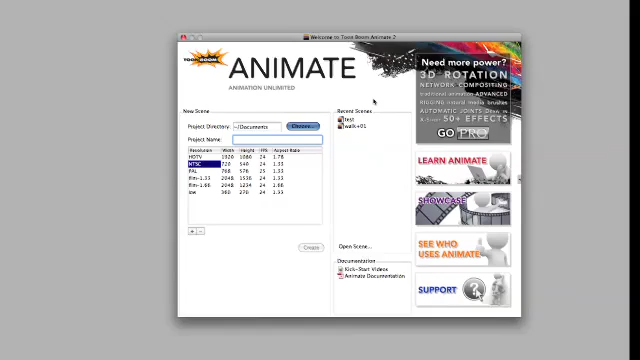 Welcome to Toon Boom Animate 2
TOON BOOM
ANIMATE
ANIMATION UNLIMITED
New Scene
Project Directory: ~/Documents
Choose...
Project Name:
Resolution Width Height FPS Aspect Ratio
HDTV 1920 1080 24 1.78
NTSC 720 540 24 1.33
PAL 768 576 25 1.33
film-1.33 2048 1536 24 1.33
film-1.66 2048 1234 24 1.66
low 360 270 24 1.33
+ -
Create
Recent Scenes
test
walk+01
Open Scene...
Documentation
Kick-Start Videos
Animate Documentation
Need more power?
3D ROTATION
NETWORK COMPOSITING
traditional animation ADVANCED
RIGGING natural media brushes
AUTOMATIC JOINTS
50+ EFFECTS
GO PRO
LEARN ANIMATE
SHOWCASE
SEE WHO
USES ANIMATE
SUPPORT
?